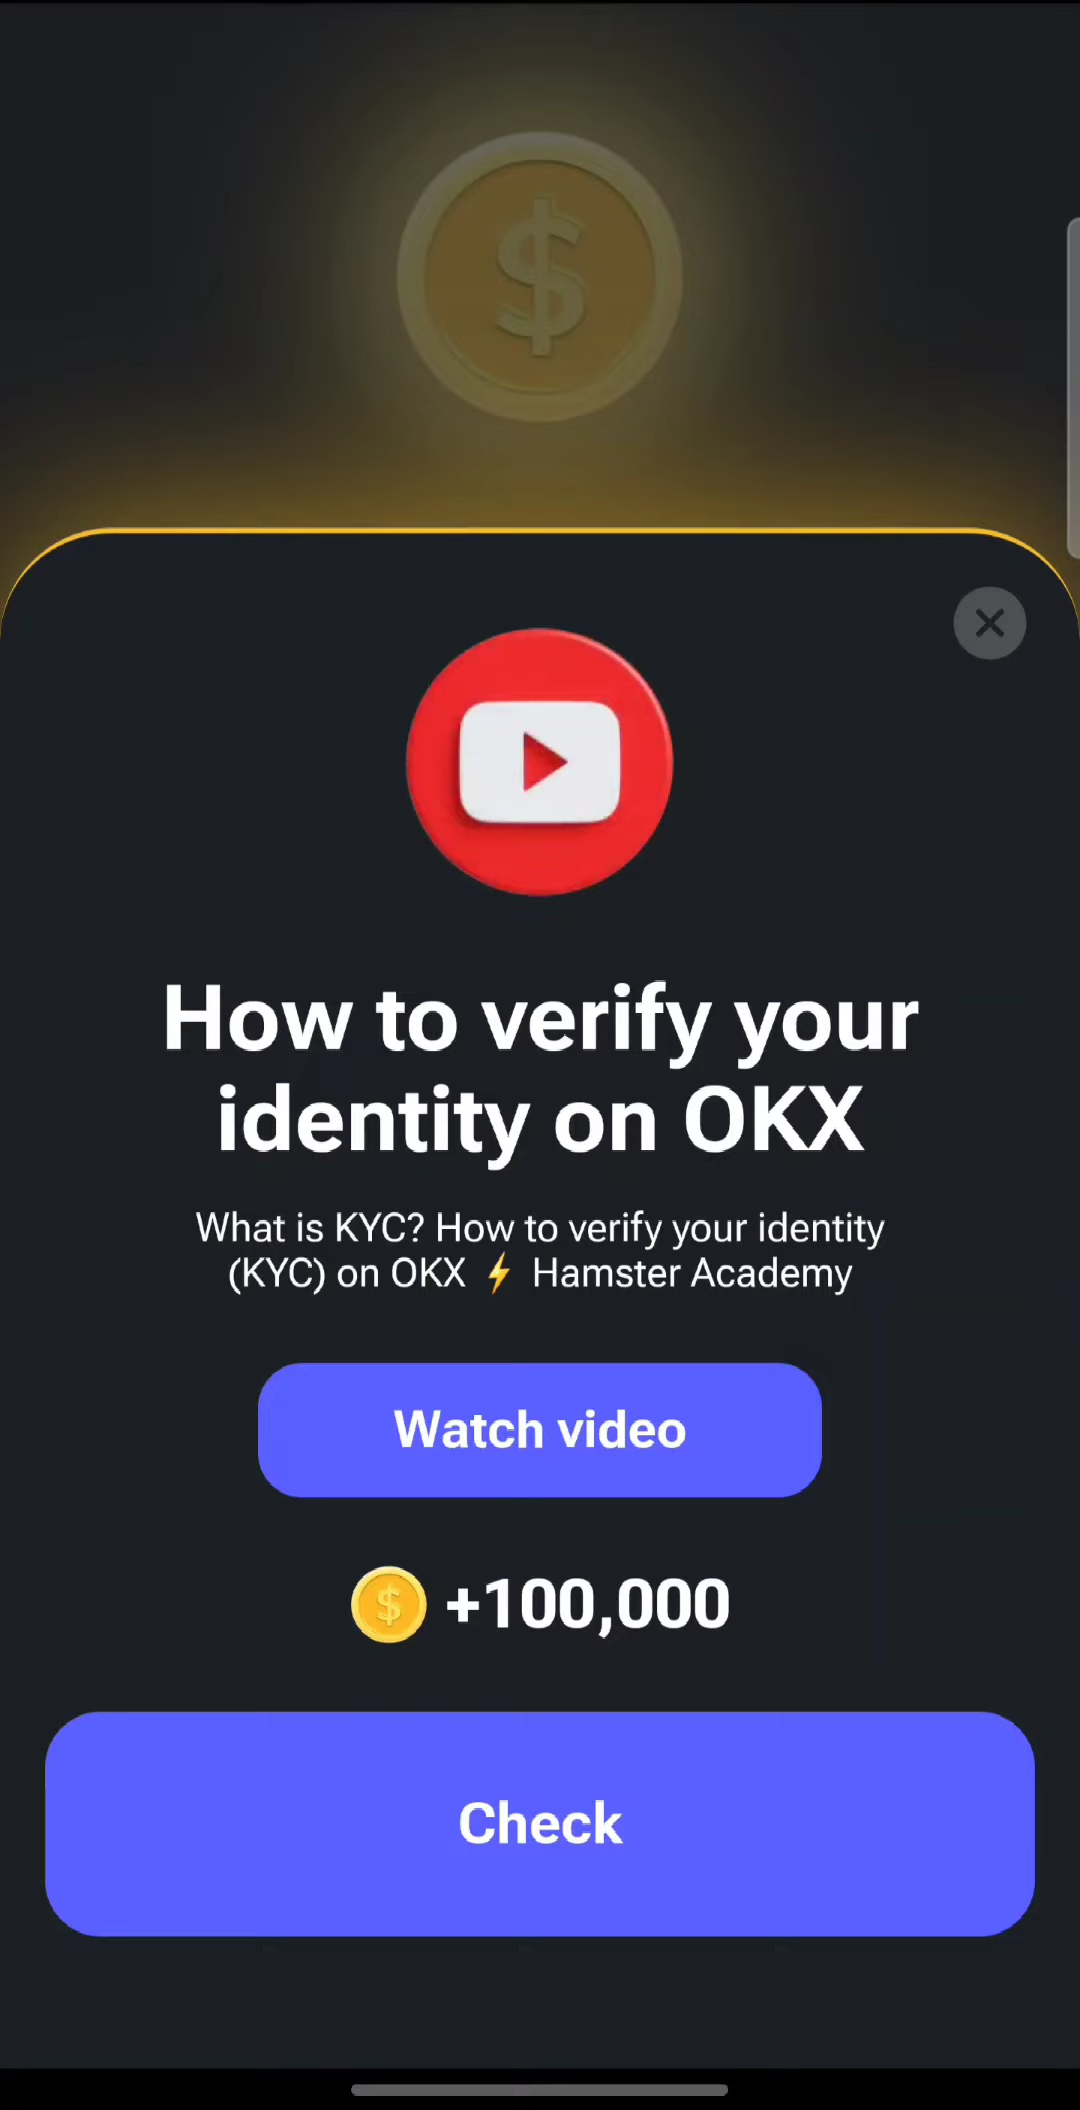 How to verify your
identity on OKX
What is KYC? How to verify your identity
(KYC) on OKX ⚡ Hamster Academy
Watch video
$ +100,000
Check